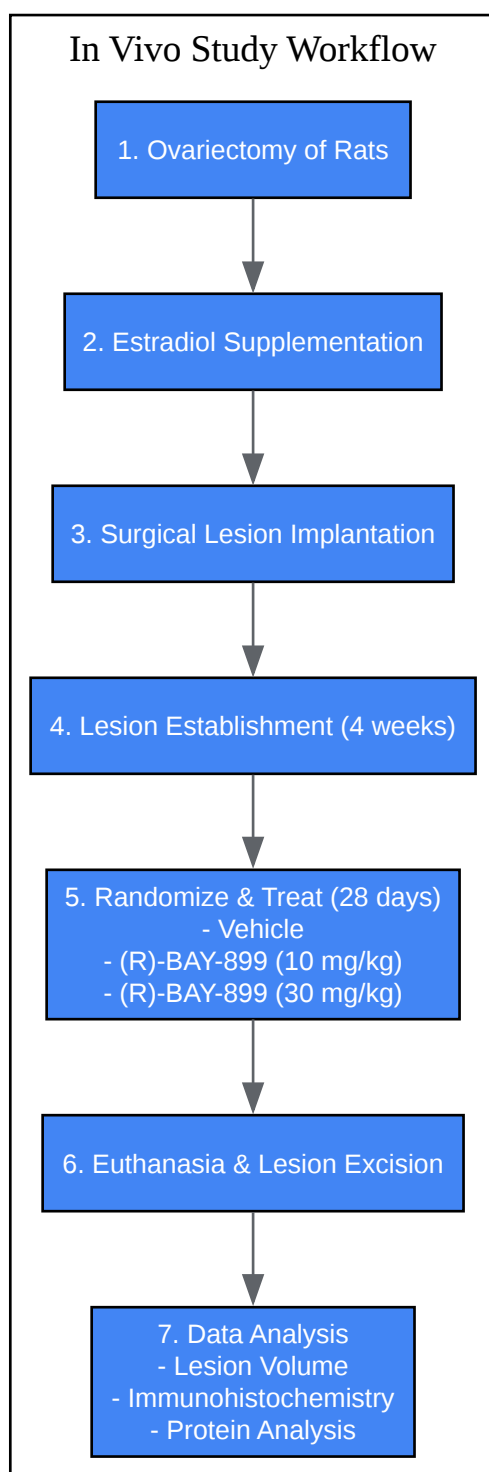 In Vivo Study Workflow
1. Ovariectomy of Rats
2. Estradiol Supplementation
3. Surgical Lesion Implantation
4. Lesion Establishment (4 weeks)
5. Randomize & Treat (28 days)
- Vehicle
- (R)-BAY-899 (10 mg/kg)
- (R)-BAY-899 (30 mg/kg)
6. Euthanasia & Lesion Excision
7. Data Analysis
- Lesion Volume
- Immunohistochemistry
- Protein Analysis